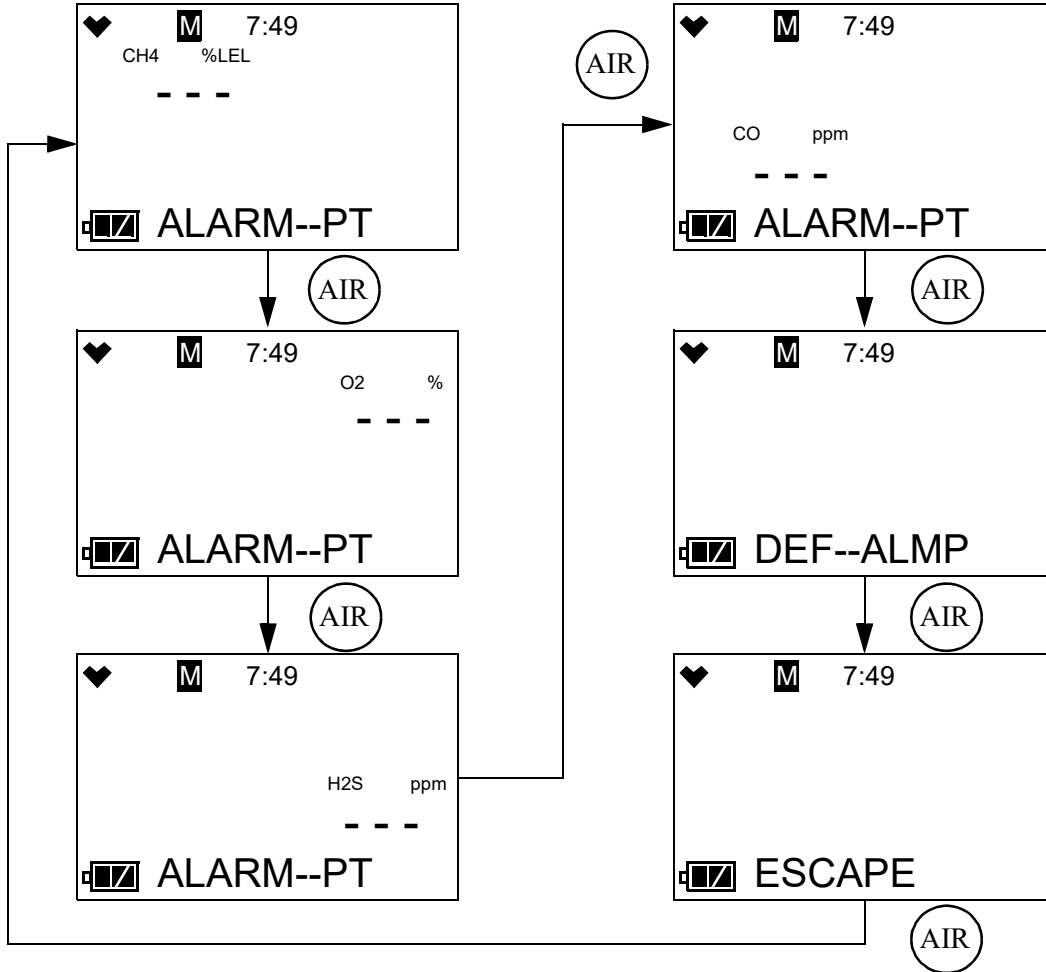 M 7:49
CH4 %LEL
- - -
ALARM--PT
AIR
M 7:49
O2 %
- - -
ALARM--PT
AIR
M 7:49
H2S ppm
- - -
ALARM--PT
AIR
M 7:49
CO ppm
- - -
ALARM--PT
AIR
M 7:49
DEF--ALMP
AIR
M 7:49
ESCAPE
AIR